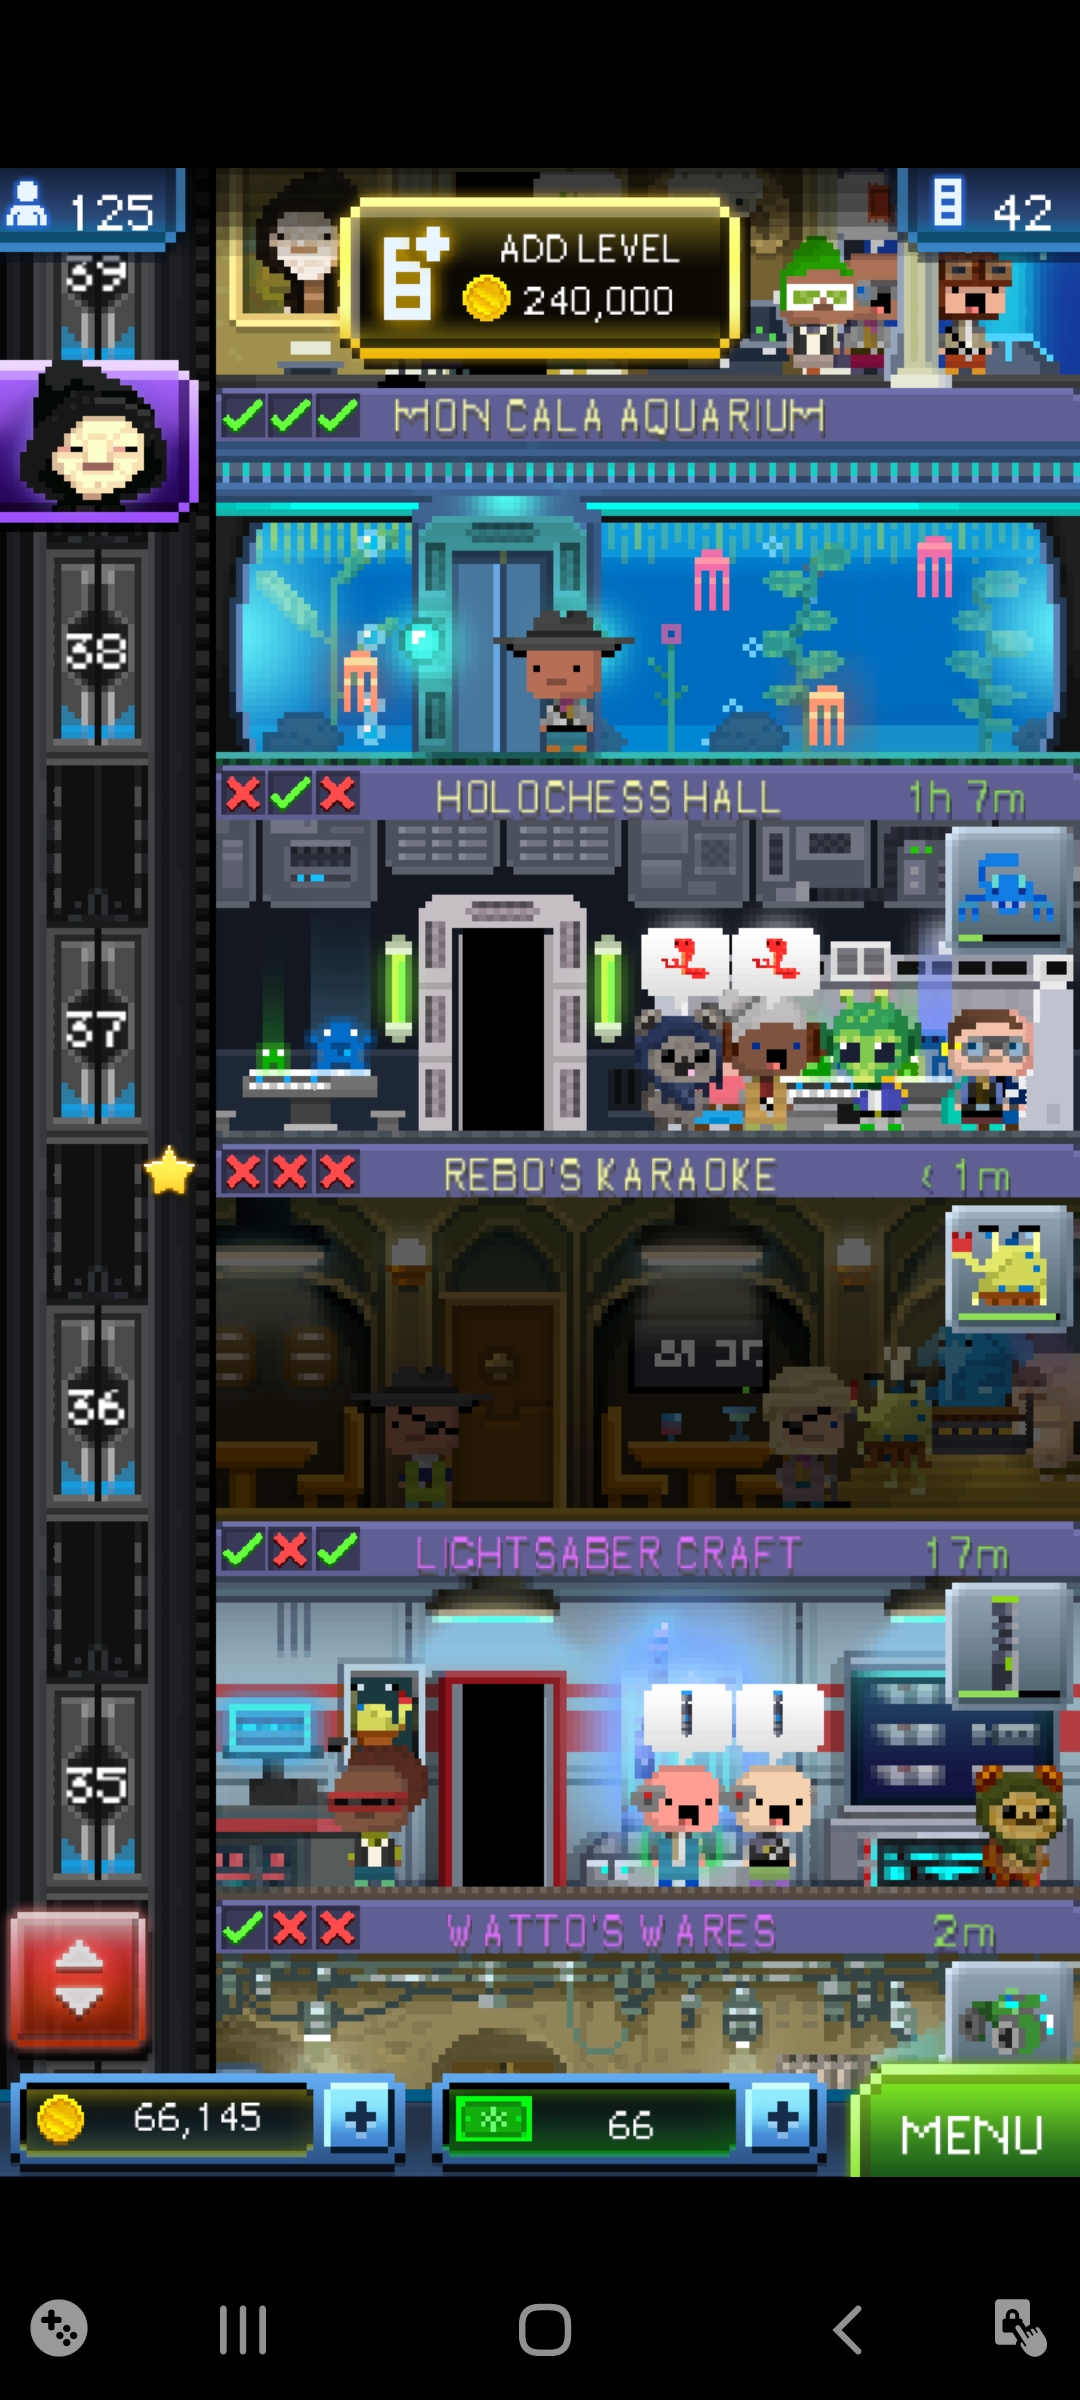 125
ADD LEVEL
240,000
42
39
MON CALA AQUARIUM
38
HOLOCHESS HALL 1h 7m
37
REBO'S KARAOKE < 1m
36
LIGHTSABER CRAFT 17m
35
WATTO'S WARES 2m
66,145
66
MENU